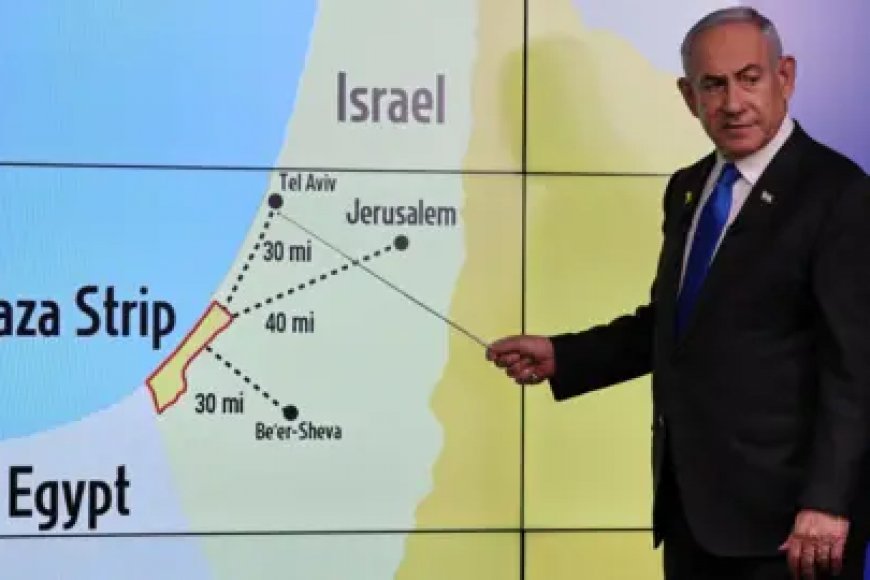 Israel
Tel Aviv
Jerusalem
30 mi
aza Strip
40 mi
30 mi
Be'er-Sheva
Egypt